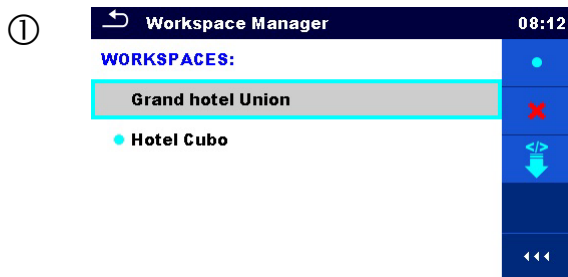 ①
Workspace Manager 08:12
WORKSPACES:
Grand hotel Union
Hotel Cubo
</>